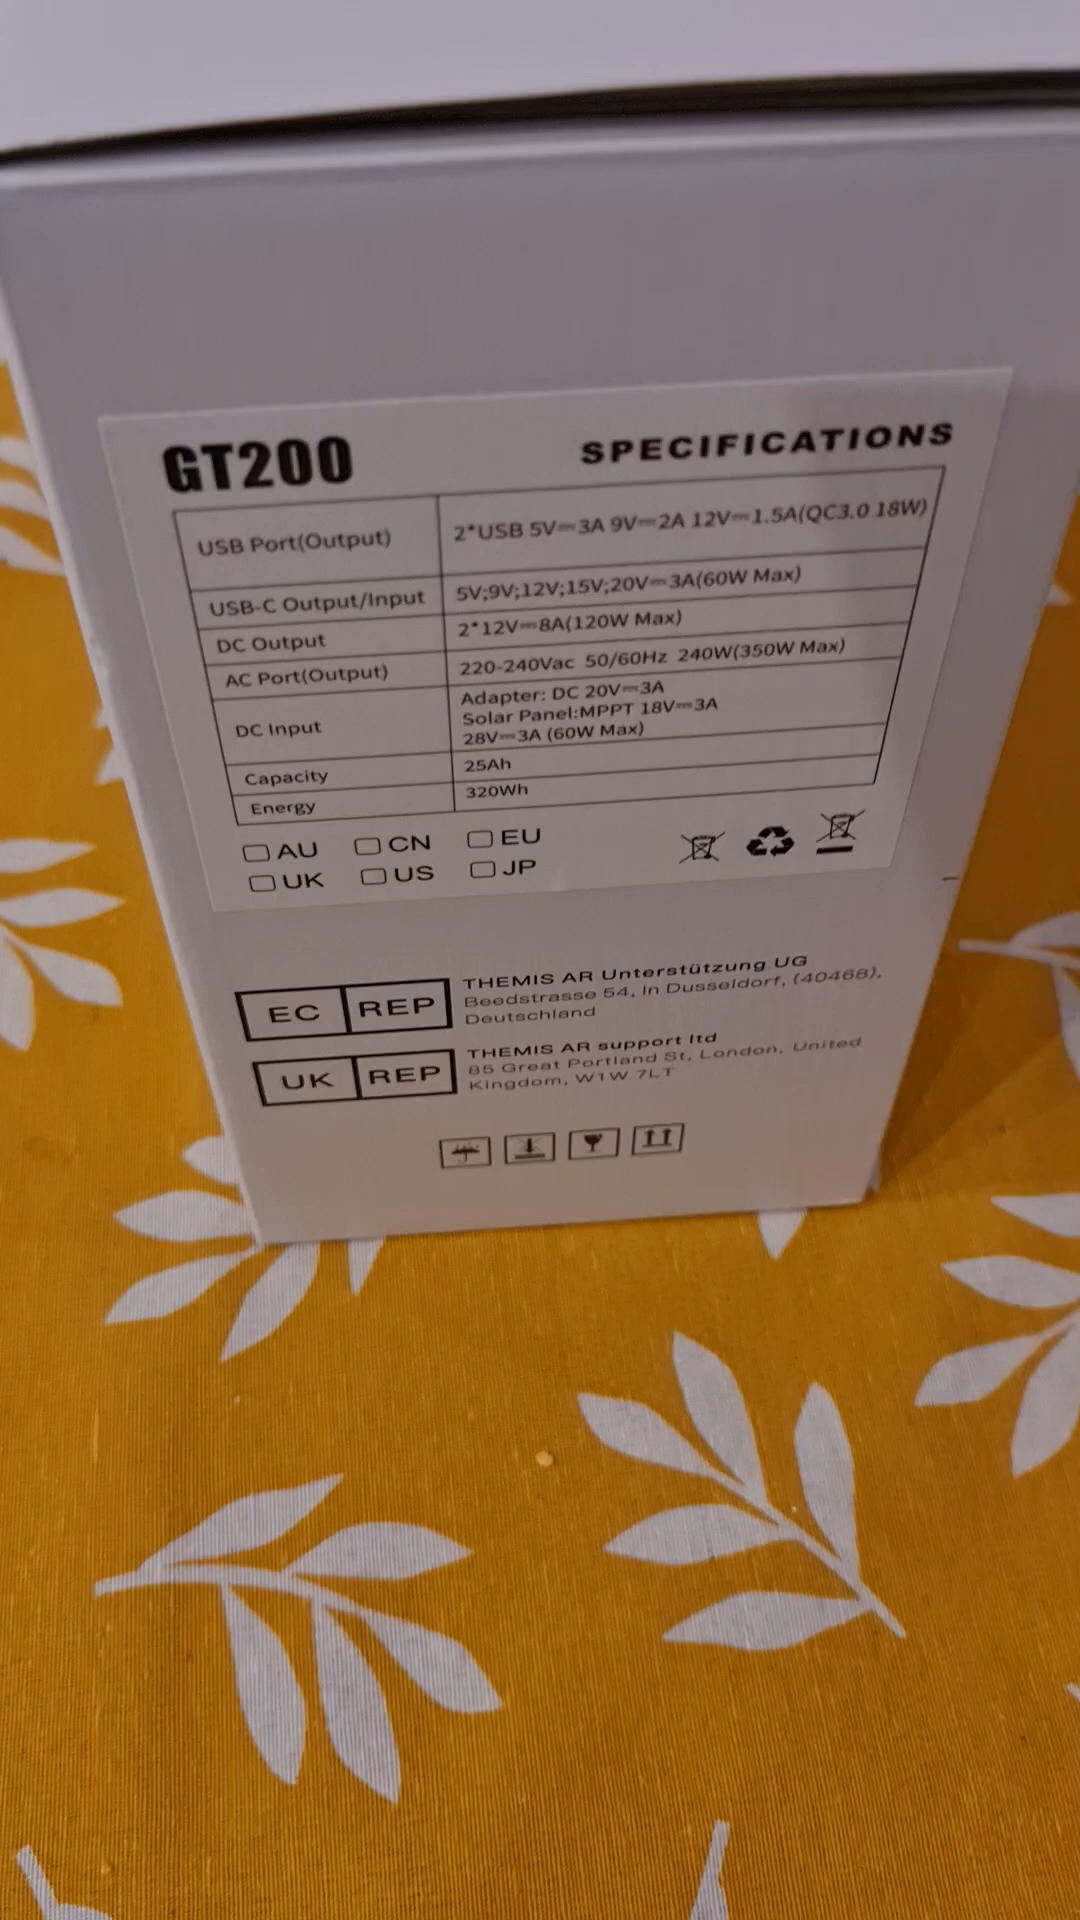 GT200 SPECIFICATIONS
USB Port(Output) 2*USB 5V⎓3A 9V⎓2A 12V⎓1.5A(QC3.0 18W)
USB-C Output/Input 5V;9V;12V;15V;20V⎓3A(60W Max)
DC Output 2*12V⎓8A(120W Max)
AC Port(Output) 220-240Vac 50/60Hz 240W(350W Max)
DC Input Adapter: DC 20V⎓3A
Solar Panel:MPPT 18V⎓3A
28V⎓3A (60W Max)
Capacity 25Ah
Energy 320Wh
AU CN EU
UK US JP
EC REP THEMIS AR Unterstützung UG
Beedstrasse 54, In Dusseldorf, (40468),
Deutschland
UK REP THEMIS AR support ltd
85 Great Portland St, London, United
Kingdom, W1W 7LT